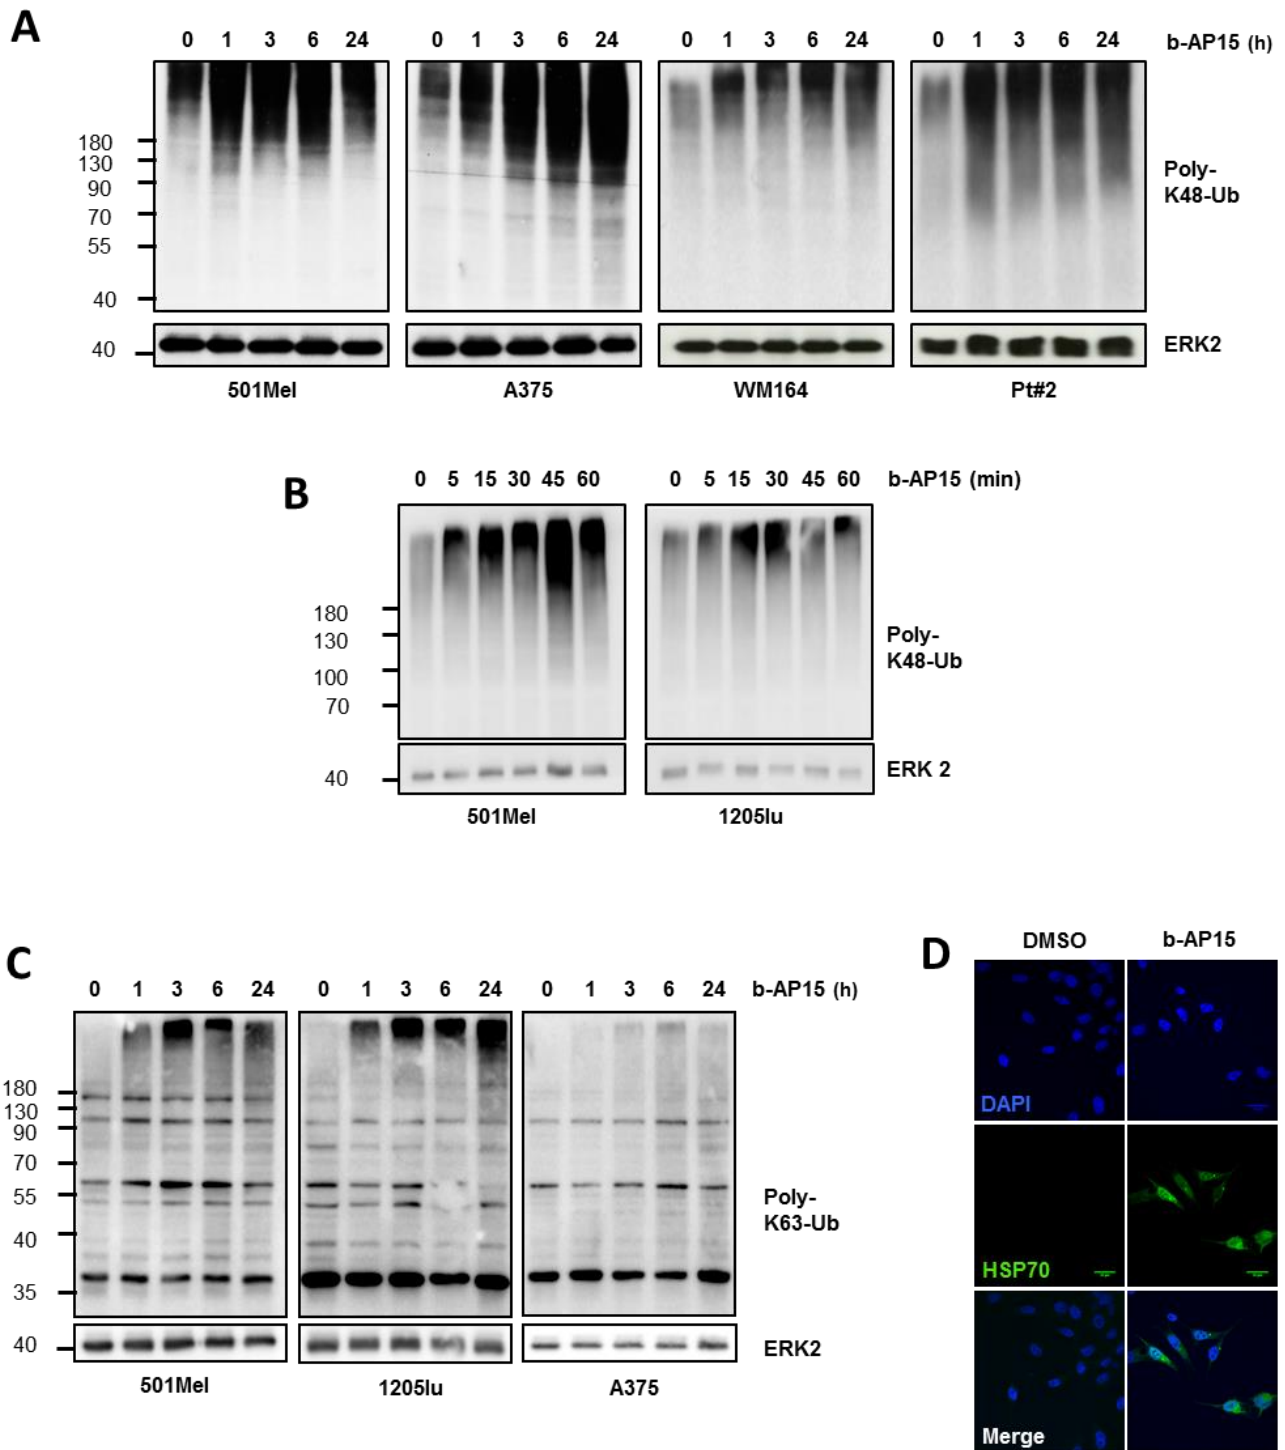 A
0 1 3 6 24 0 1 3 6 24 0 1 3 6 24 0 1 3 6 24 b-AP15 (h)
180
130
90
70
55
40
Poly-
K48-Ub
40
ERK2
501Mel A375 WM164 Pt#2
B
0 5 15 30 45 60 0 5 15 30 45 60 b-AP15 (min)
180
130
100
70
Poly-
K48-Ub
40
ERK 2
501Mel 1205lu
C
0 1 3 6 24 0 1 3 6 24 0 1 3 6 24 b-AP15 (h)
180
130
90
70
55
40
35
Poly-
K63-Ub
40
ERK2
501Mel 1205lu A375
D
DMSO b-AP15
DAPI
HSP70
Merge